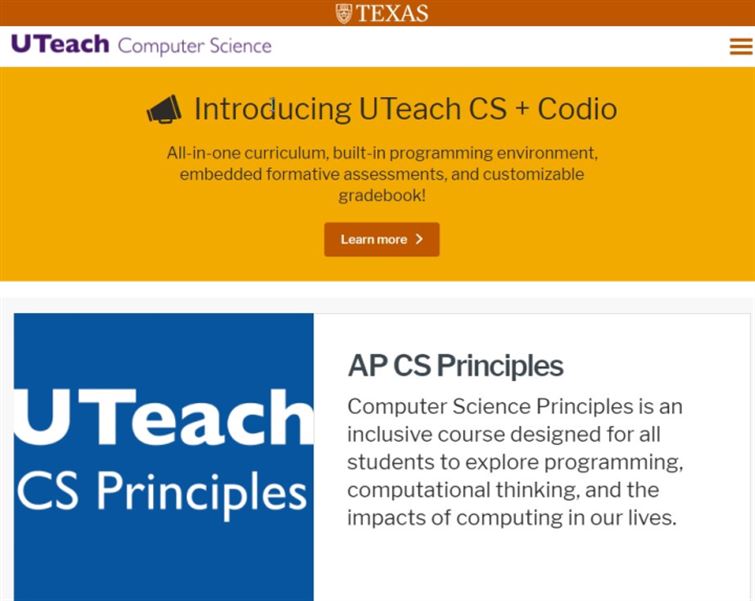 TEXAS
UTeach Computer Science
Introducing UTeach CS + Codio
All-in-one curriculum, built-in programming environment,
embedded formative assessments, and customizable
gradebook!
Learn more
UTeach
CS Principles
AP CS Principles
Computer Science Principles is an
inclusive course designed for all
students to explore programming,
computational thinking, and the
impacts of computing in our lives.